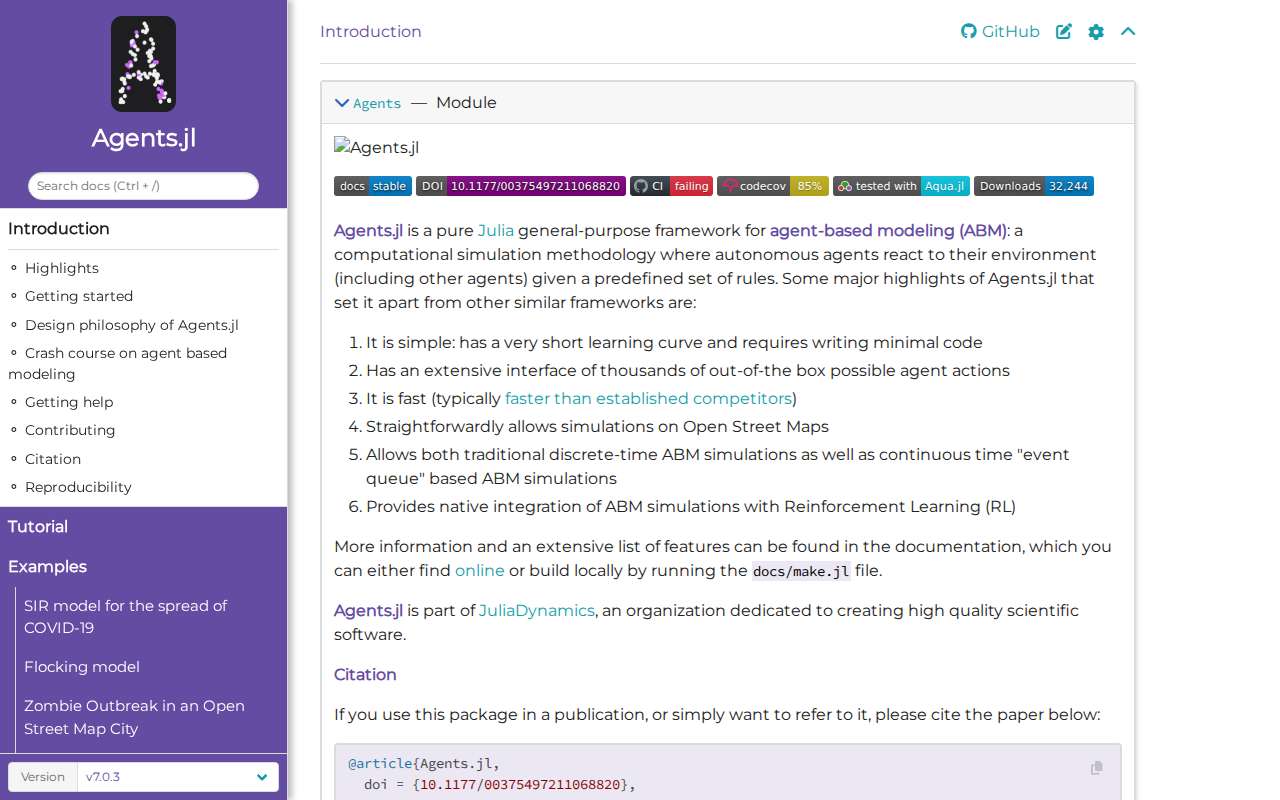 Agents.jl
Search docs (Ctrl + /)
Introduction
Highlights
Getting started
Design philosophy of Agents.jl
Crash course on agent based
modeling
Getting help
Contributing
Citation
Reproducibility
Tutorial
Examples
SIR model for the spread of
COVID-19
Flocking model
Zombie Outbreak in an Open
Street Map City
Version v7.0.3
Introduction
GitHub
Agents — Module
Agents.jl
docs stable DOI 10.1177/00375497211068820 CI failing codecov 85% tested with Aqua.jl Downloads 32,244
Agents.jl is a pure Julia general-purpose framework for agent-based modeling (ABM): a
computational simulation methodology where autonomous agents react to their environment
(including other agents) given a predefined set of rules. Some major highlights of Agents.jl that
set it apart from other similar frameworks are:
1. It is simple: has a very short learning curve and requires writing minimal code
2. Has an extensive interface of thousands of out-of-the box possible agent actions
3. It is fast (typically faster than established competitors)
4. Straightforwardly allows simulations on Open Street Maps
5. Allows both traditional discrete-time ABM simulations as well as continuous time "event
queue" based ABM simulations
6. Provides native integration of ABM simulations with Reinforcement Learning (RL)
More information and an extensive list of features can be found in the documentation, which you
can either find online or build locally by running the docs/make.jl file.
Agents.jl is part of JuliaDynamics, an organization dedicated to creating high quality scientific
software.
Citation
If you use this package in a publication, or simply want to refer to it, please cite the paper below:
@article{Agents.jl,
doi = {10.1177/00375497211068820},